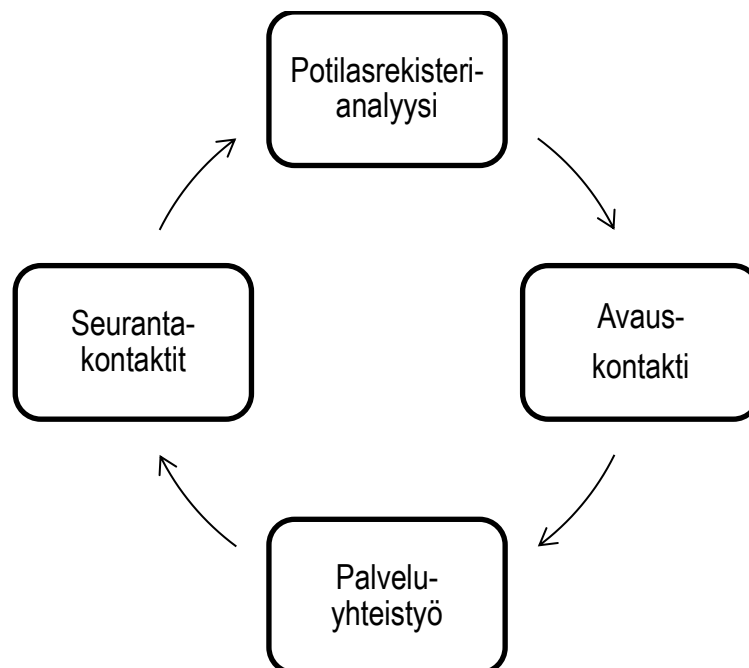 Potilasrekisteri-
analyysi
Avaus-
kontakti
Palvelu-
yhteistyö
Seuranta-
kontaktit